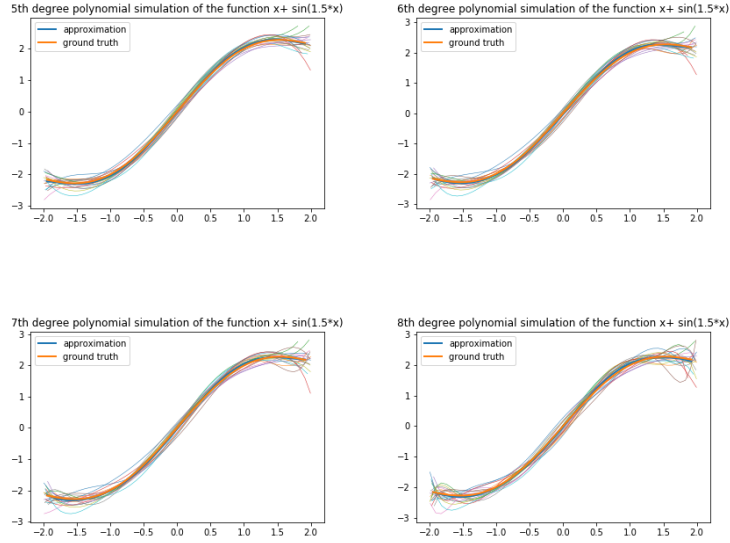 5th degree polynomial simulation of the function x+ sin(1.5*x)
approximation
ground truth
2
1
0
−1
−2
−3
−2.0 −1.5 −1.0 −0.5 0.0 0.5 1.0 1.5 2.0
6th degree polynomial simulation of the function x+ sin(1.5*x)
approximation
ground truth
3
2
1
0
−1
−2
−3
−2.0 −1.5 −1.0 −0.5 0.0 0.5 1.0 1.5 2.0
7th degree polynomial simulation of the function x+ sin(1.5*x)
approximation
ground truth
3
2
1
0
−1
−2
−3
−2.0 −1.5 −1.0 −0.5 0.0 0.5 1.0 1.5 2.0
8th degree polynomial simulation of the function x+ sin(1.5*x)
approximation
ground truth
3
2
1
0
−1
−2
−3
−2.0 −1.5 −1.0 −0.5 0.0 0.5 1.0 1.5 2.0